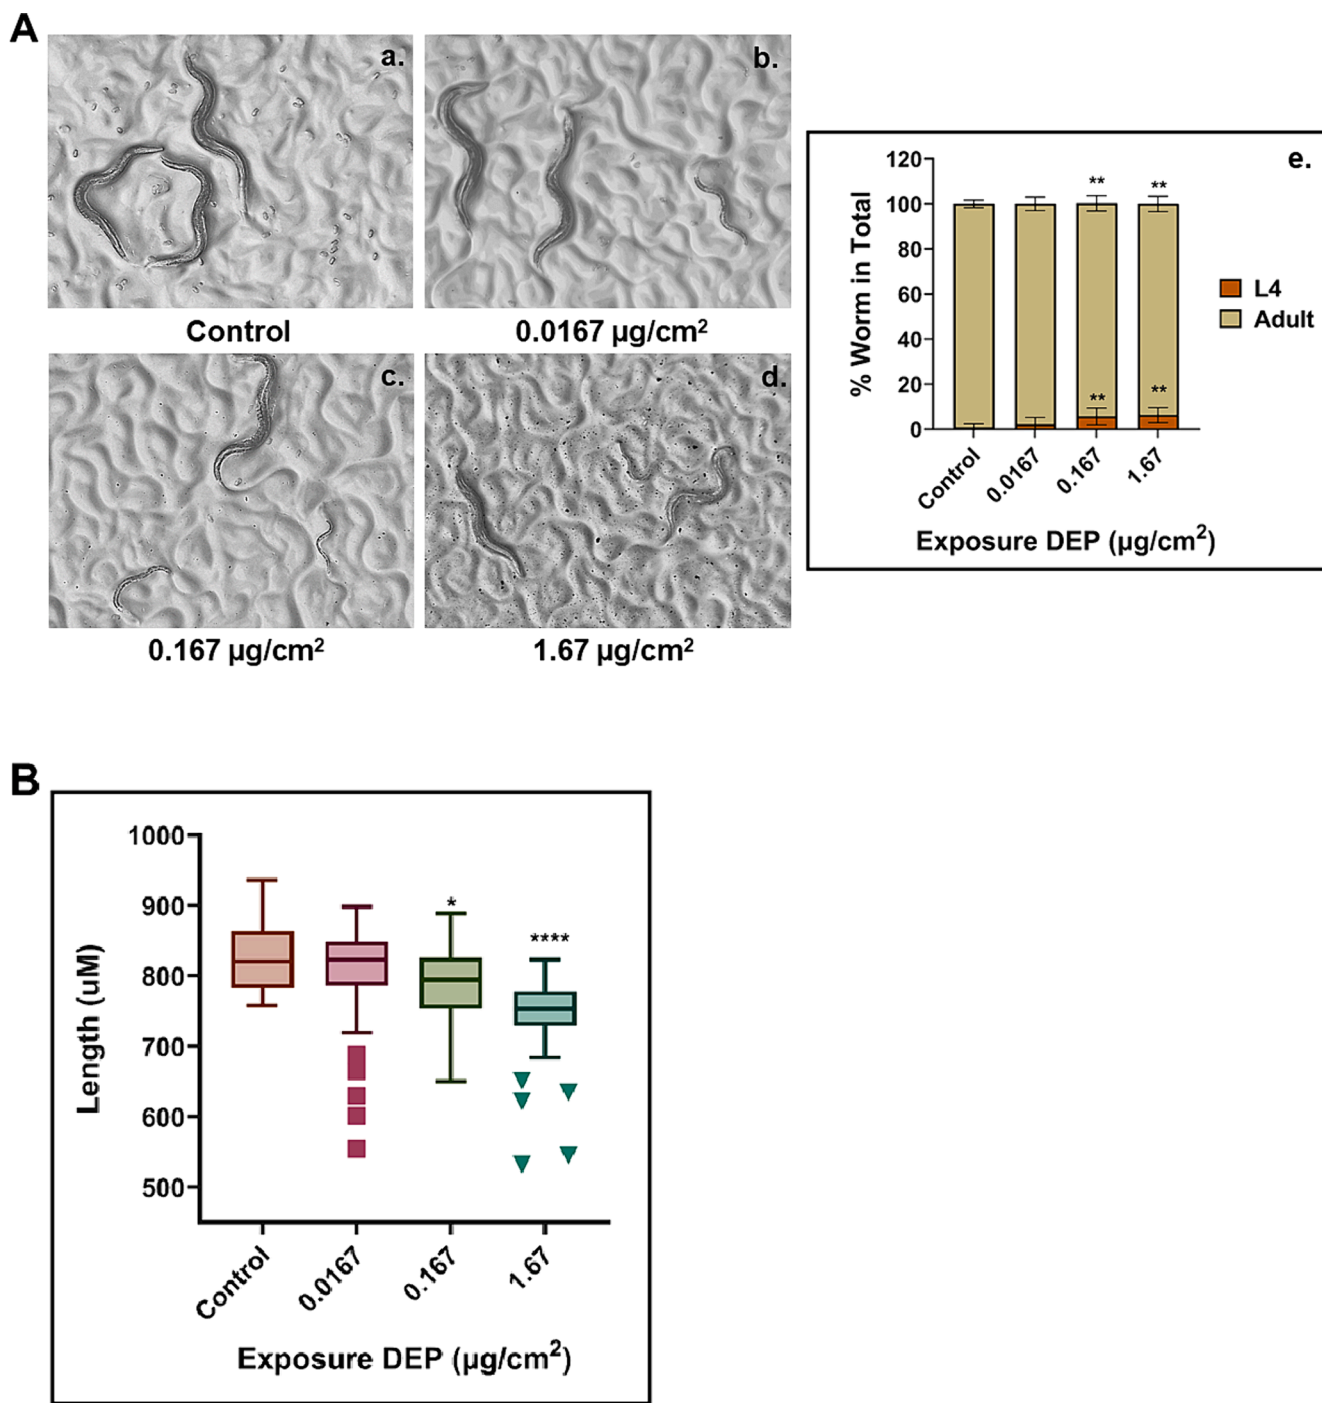 A
a.
b.
Control
0.0167 µg/cm²
c.
d.
0.167 µg/cm²
1.67 µg/cm²
e.
120
100
80
60
40
20
0
% Worm in Total
**
**
**
**
L4
Adult
Control
0.0167
0.167
1.67
Exposure DEP (µg/cm²)
B
1000
900
800
700
600
500
Length (uM)
*
****
Control
0.0167
0.167
1.67
Exposure DEP (µg/cm²)